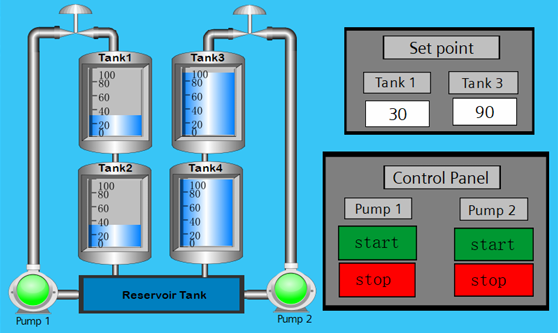 Tank1
100
80
60
40
20
0
Tank3
100
80
60
40
20
0
Tank2
100
80
60
40
20
0
Tank4
100
80
60
40
20
0
Reservoir Tank
Pump 1
Pump 2
Set point
Tank 1
Tank 3
30
90
Control Panel
Pump 1
Pump 2
start
start
stop
stop